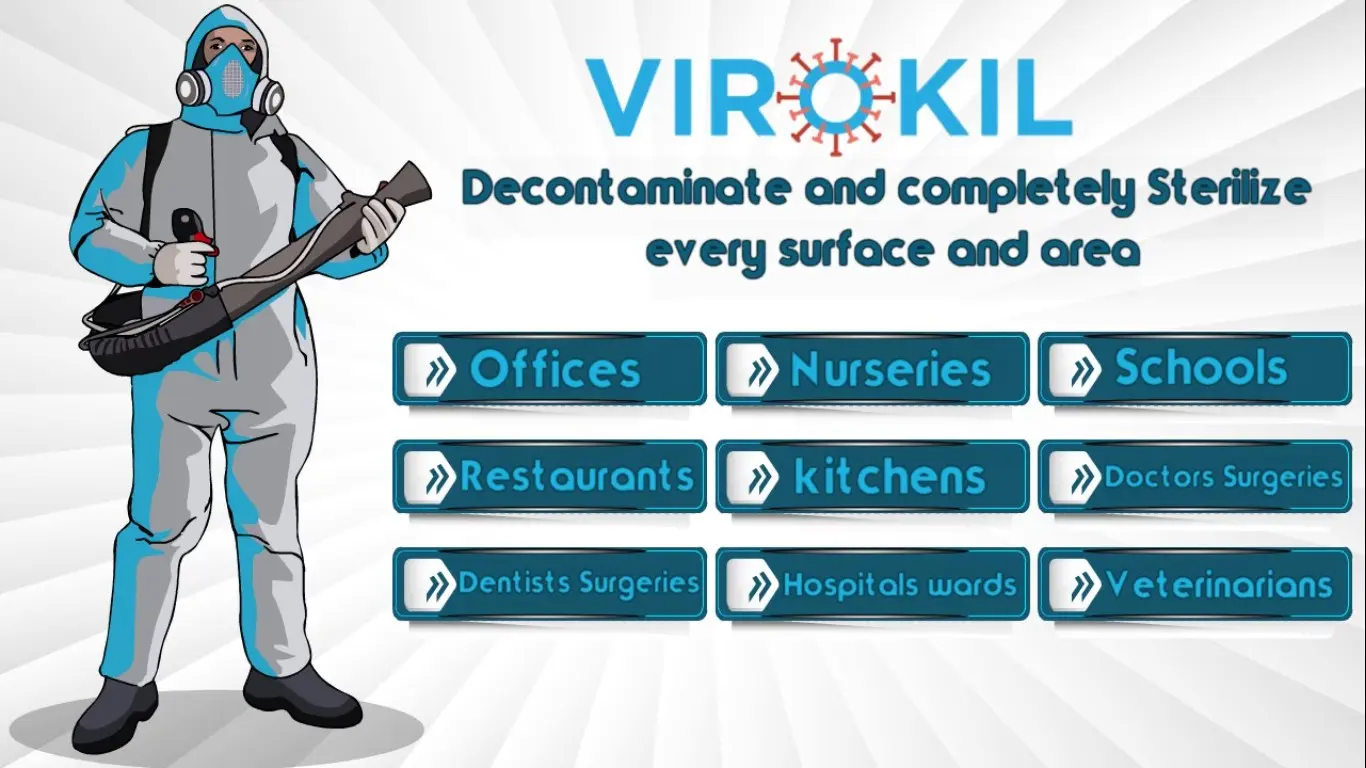 VIROKIL
Decontaminate and completely Sterilize
every surface and area
Offices
Nurseries
Schools
Restaurants
kitchens
Doctors Surgeries
Dentists Surgeries
Hospitals wards
Veterinarians